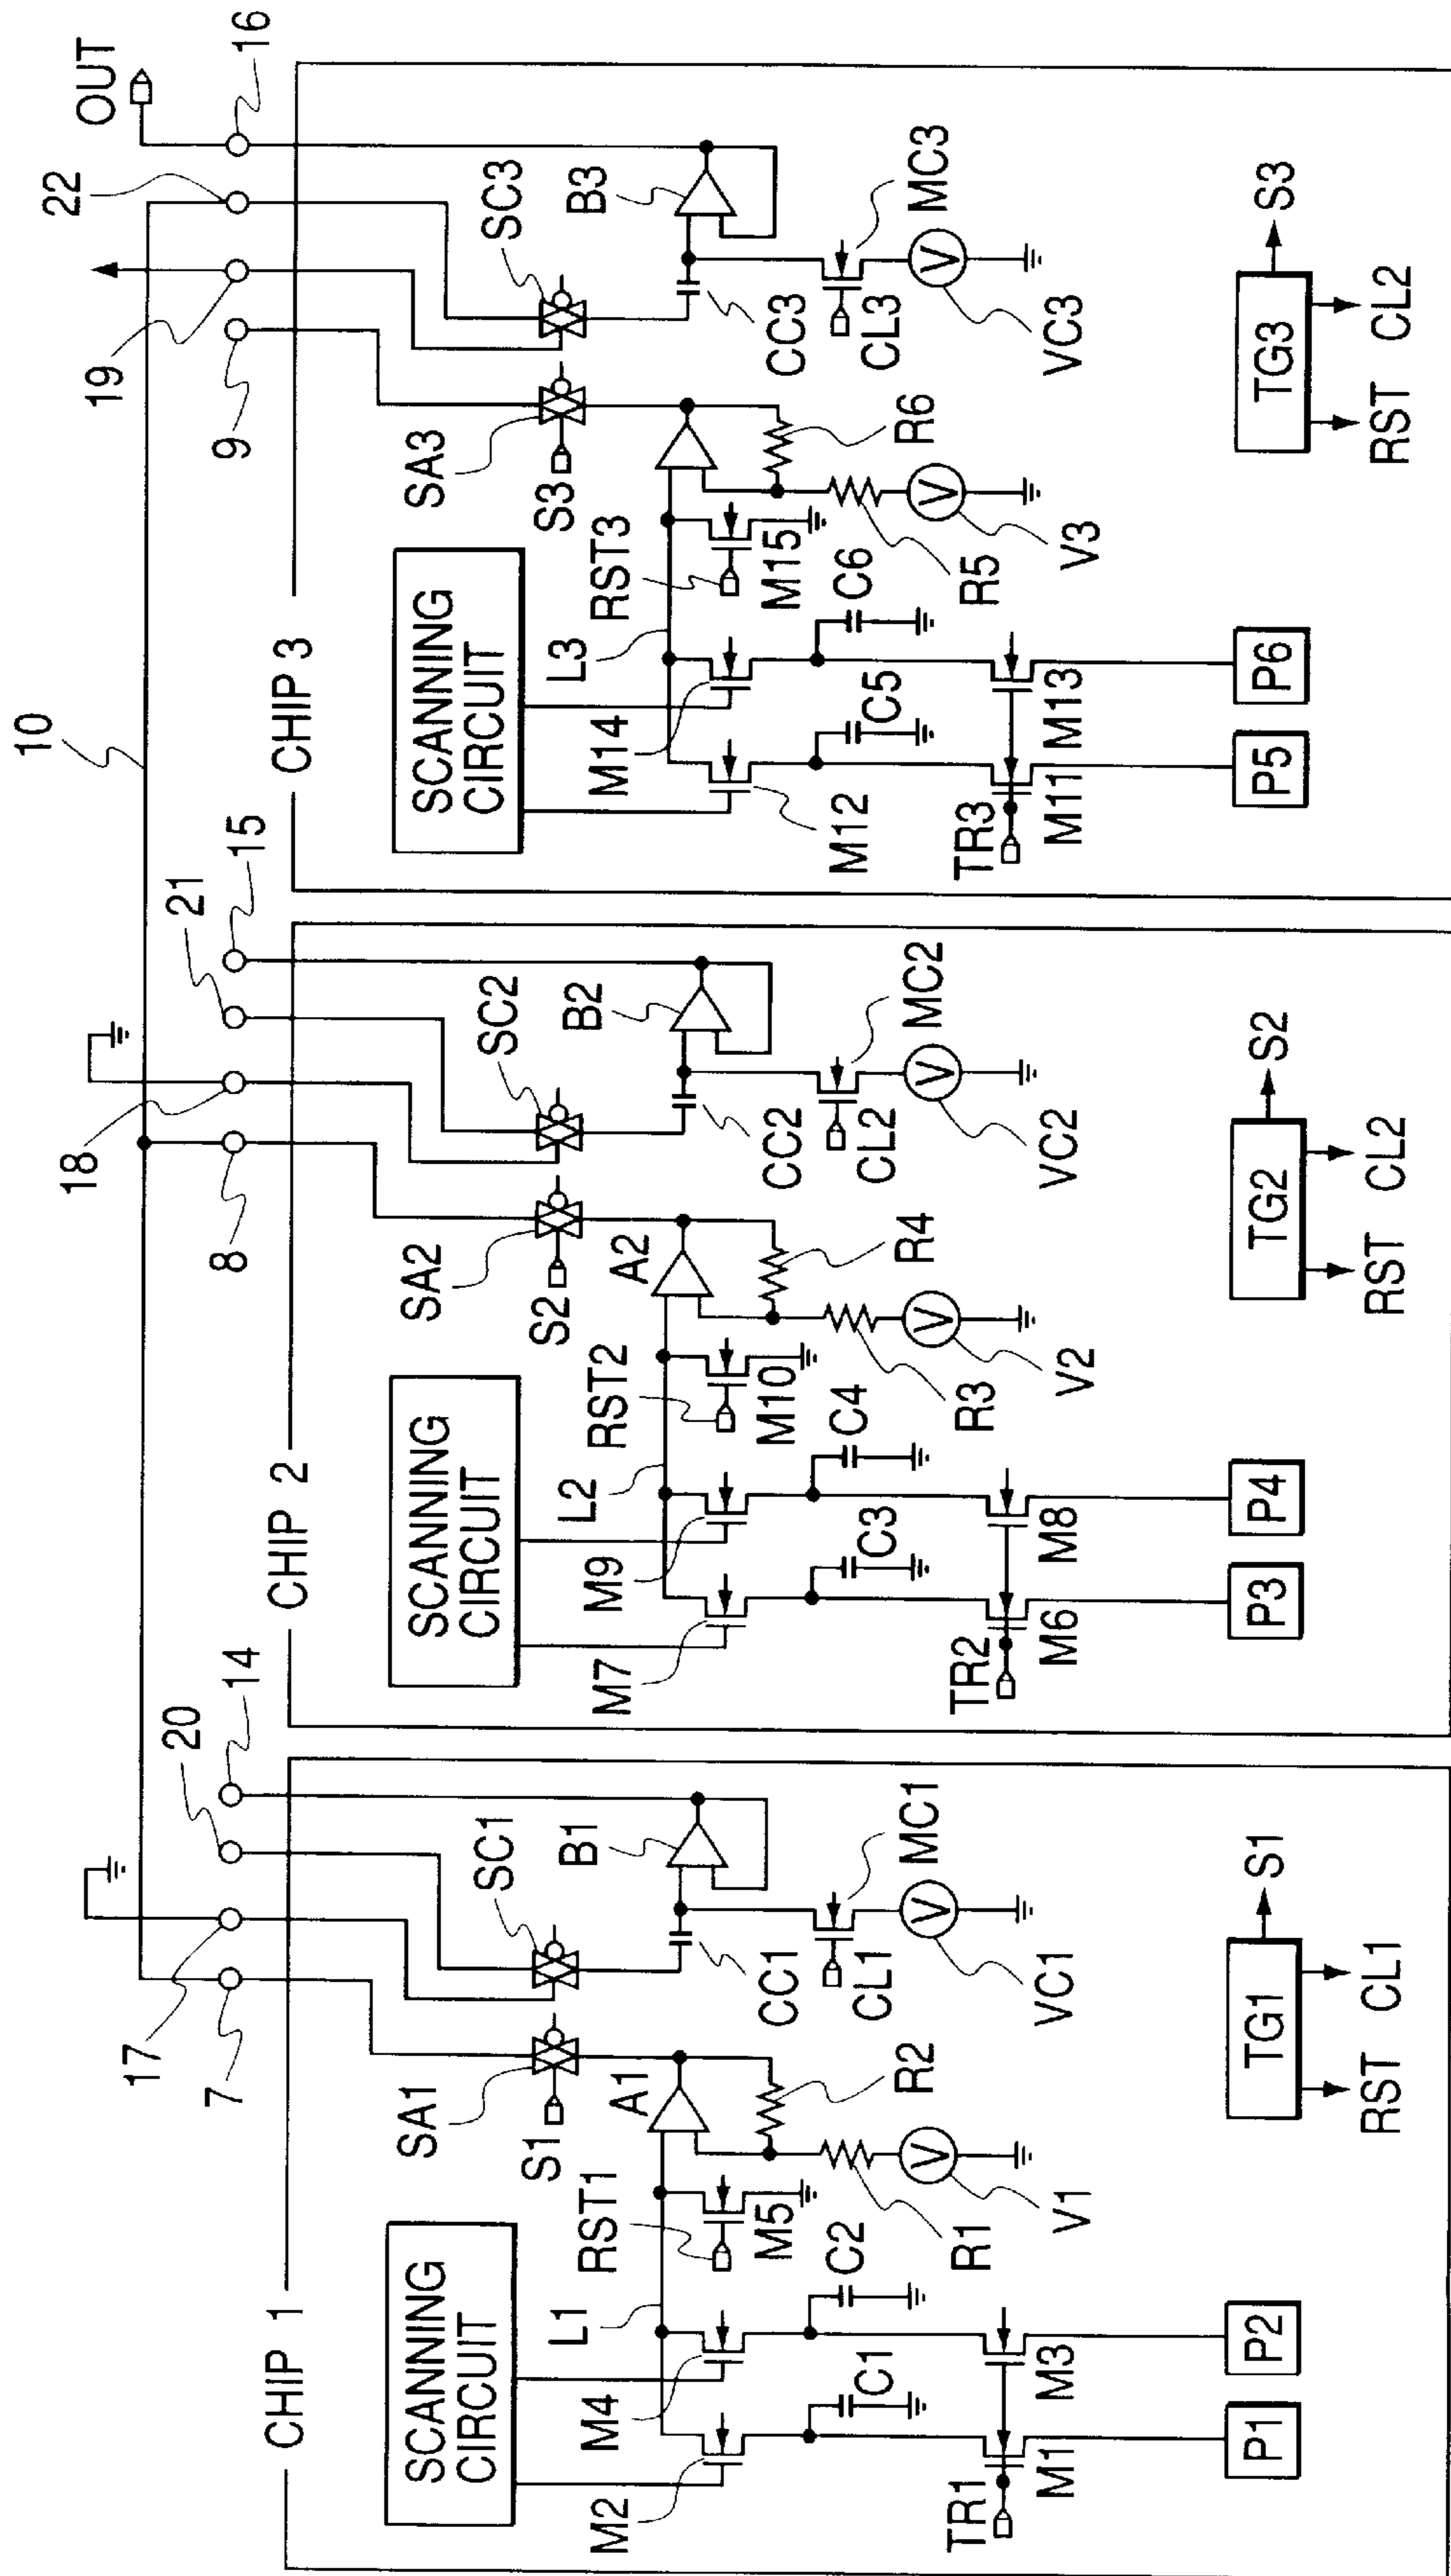 10
OUT
17
7
20
14
18
8
21
15
19
9
22
16
CHIP 1
SCANNING
CIRCUIT
SA1
S1
SC1
A1
B1
RST1
L1
M4
M2
M5
C2
C1
R1
R2
V1
CC1
CL1
MC1
VC1
TR1
M1
M3
P1
P2
TG1
S1
RST
CL1
CHIP 2
SCANNING
CIRCUIT
SA2
S2
SC2
A2
B2
RST2
L2
M9
M7
M10
C4
C3
R3
R4
V2
CC2
CL2
MC2
VC2
TR2
M6
M8
P3
P4
TG2
S2
RST
CL2
CHIP 3
SCANNING
CIRCUIT
SA3
S3
SC3
B3
RST3
L3
M14
M12
M15
C6
C5
R5
R6
V3
CC3
CL3
MC3
VC3
TR3
M11
M13
P5
P6
TG3
S3
RST
CL2